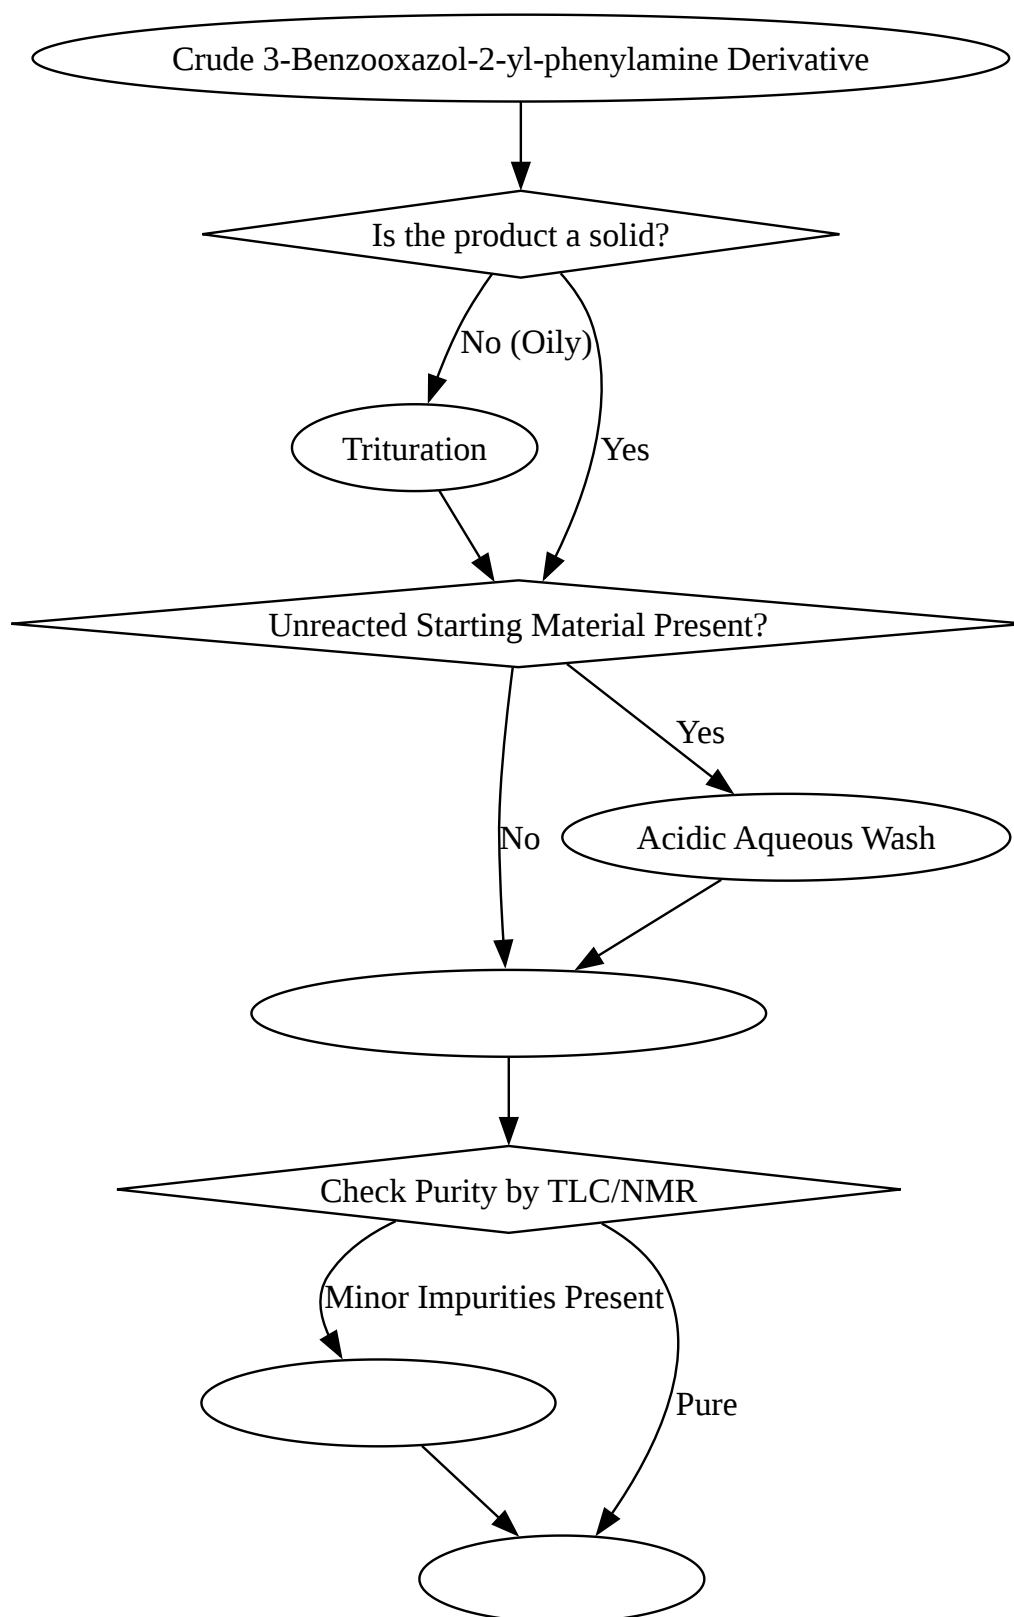 Crude 3-Benzooxazol-2-yl-phenylamine Derivative
Is the product a solid?
No (Oily)
Trituration
Yes
Unreacted Starting Material Present?
Yes
No
Acidic Aqueous Wash
Check Purity by TLC/NMR
Minor Impurities Present
Pure